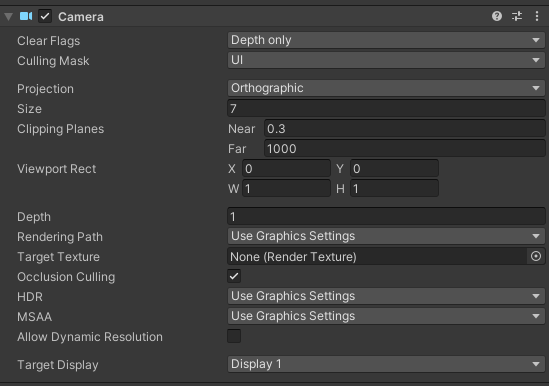 Camera
Clear Flags Depth only
Culling Mask UI
Projection Orthographic
Size 7
Clipping Planes Near 0.3
Far 1000
Viewport Rect X 0 Y 0
W 1 H 1
Depth 1
Rendering Path Use Graphics Settings
Target Texture None (Render Texture)
Occlusion Culling
HDR Use Graphics Settings
MSAA Use Graphics Settings
Allow Dynamic Resolution
Target Display Display 1